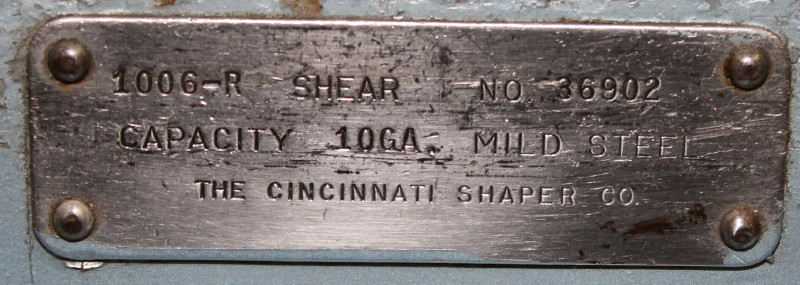 1006-R SHEAR NO 36902
CAPACITY 10GA. MILD STEEL
THE CINCINNATI SHAPER CO.